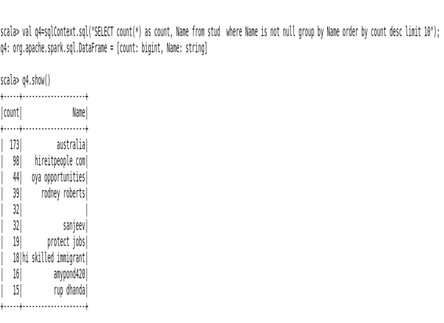 scala> val q4=sqlContext.sql("SELECT count(*) as count, Name from stud  where Name is not null group by Name order by count desc limit 10");
q4: org.apache.spark.sql.DataFrame = [count: bigint, Name: string]
scala> q4.show()
+-----+------------------+
|count|              Name|
+-----+------------------+
|  173|         australia|
|   98|   hireitpeople com|
|   44|  oya opportunities|
|   39|    rodney roberts|
|   32|                  |
|   32|           sanjeev|
|   19|      protect jobs|
|   18|hi skilled immigrant|
|   16|        amypond420|
|   15|        rup dhanda|
+-----+------------------+